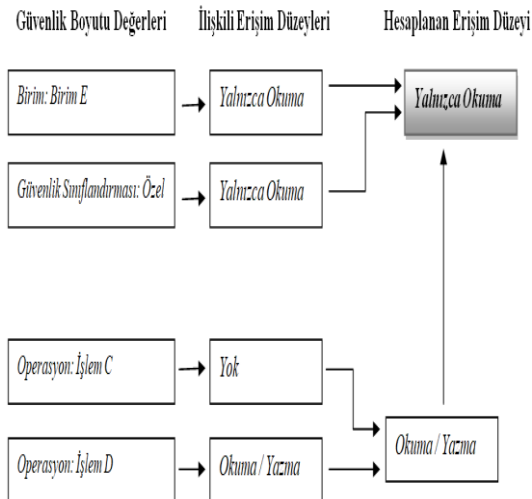 Güvenlik Boyutu Değerleri İlişkili Erişim Düzeyleri Hesaplanan Erişim Düzeyi
Birim: Birim E
Yalnızca Okuma
Yalnızca Okuma
Güvenlik Sınıflandırması: Özel
Yalnızca Okuma
Operasyon: İşlem C
Yok
Okuma / Yazma
Operasyon: İşlem D
Okuma / Yazma